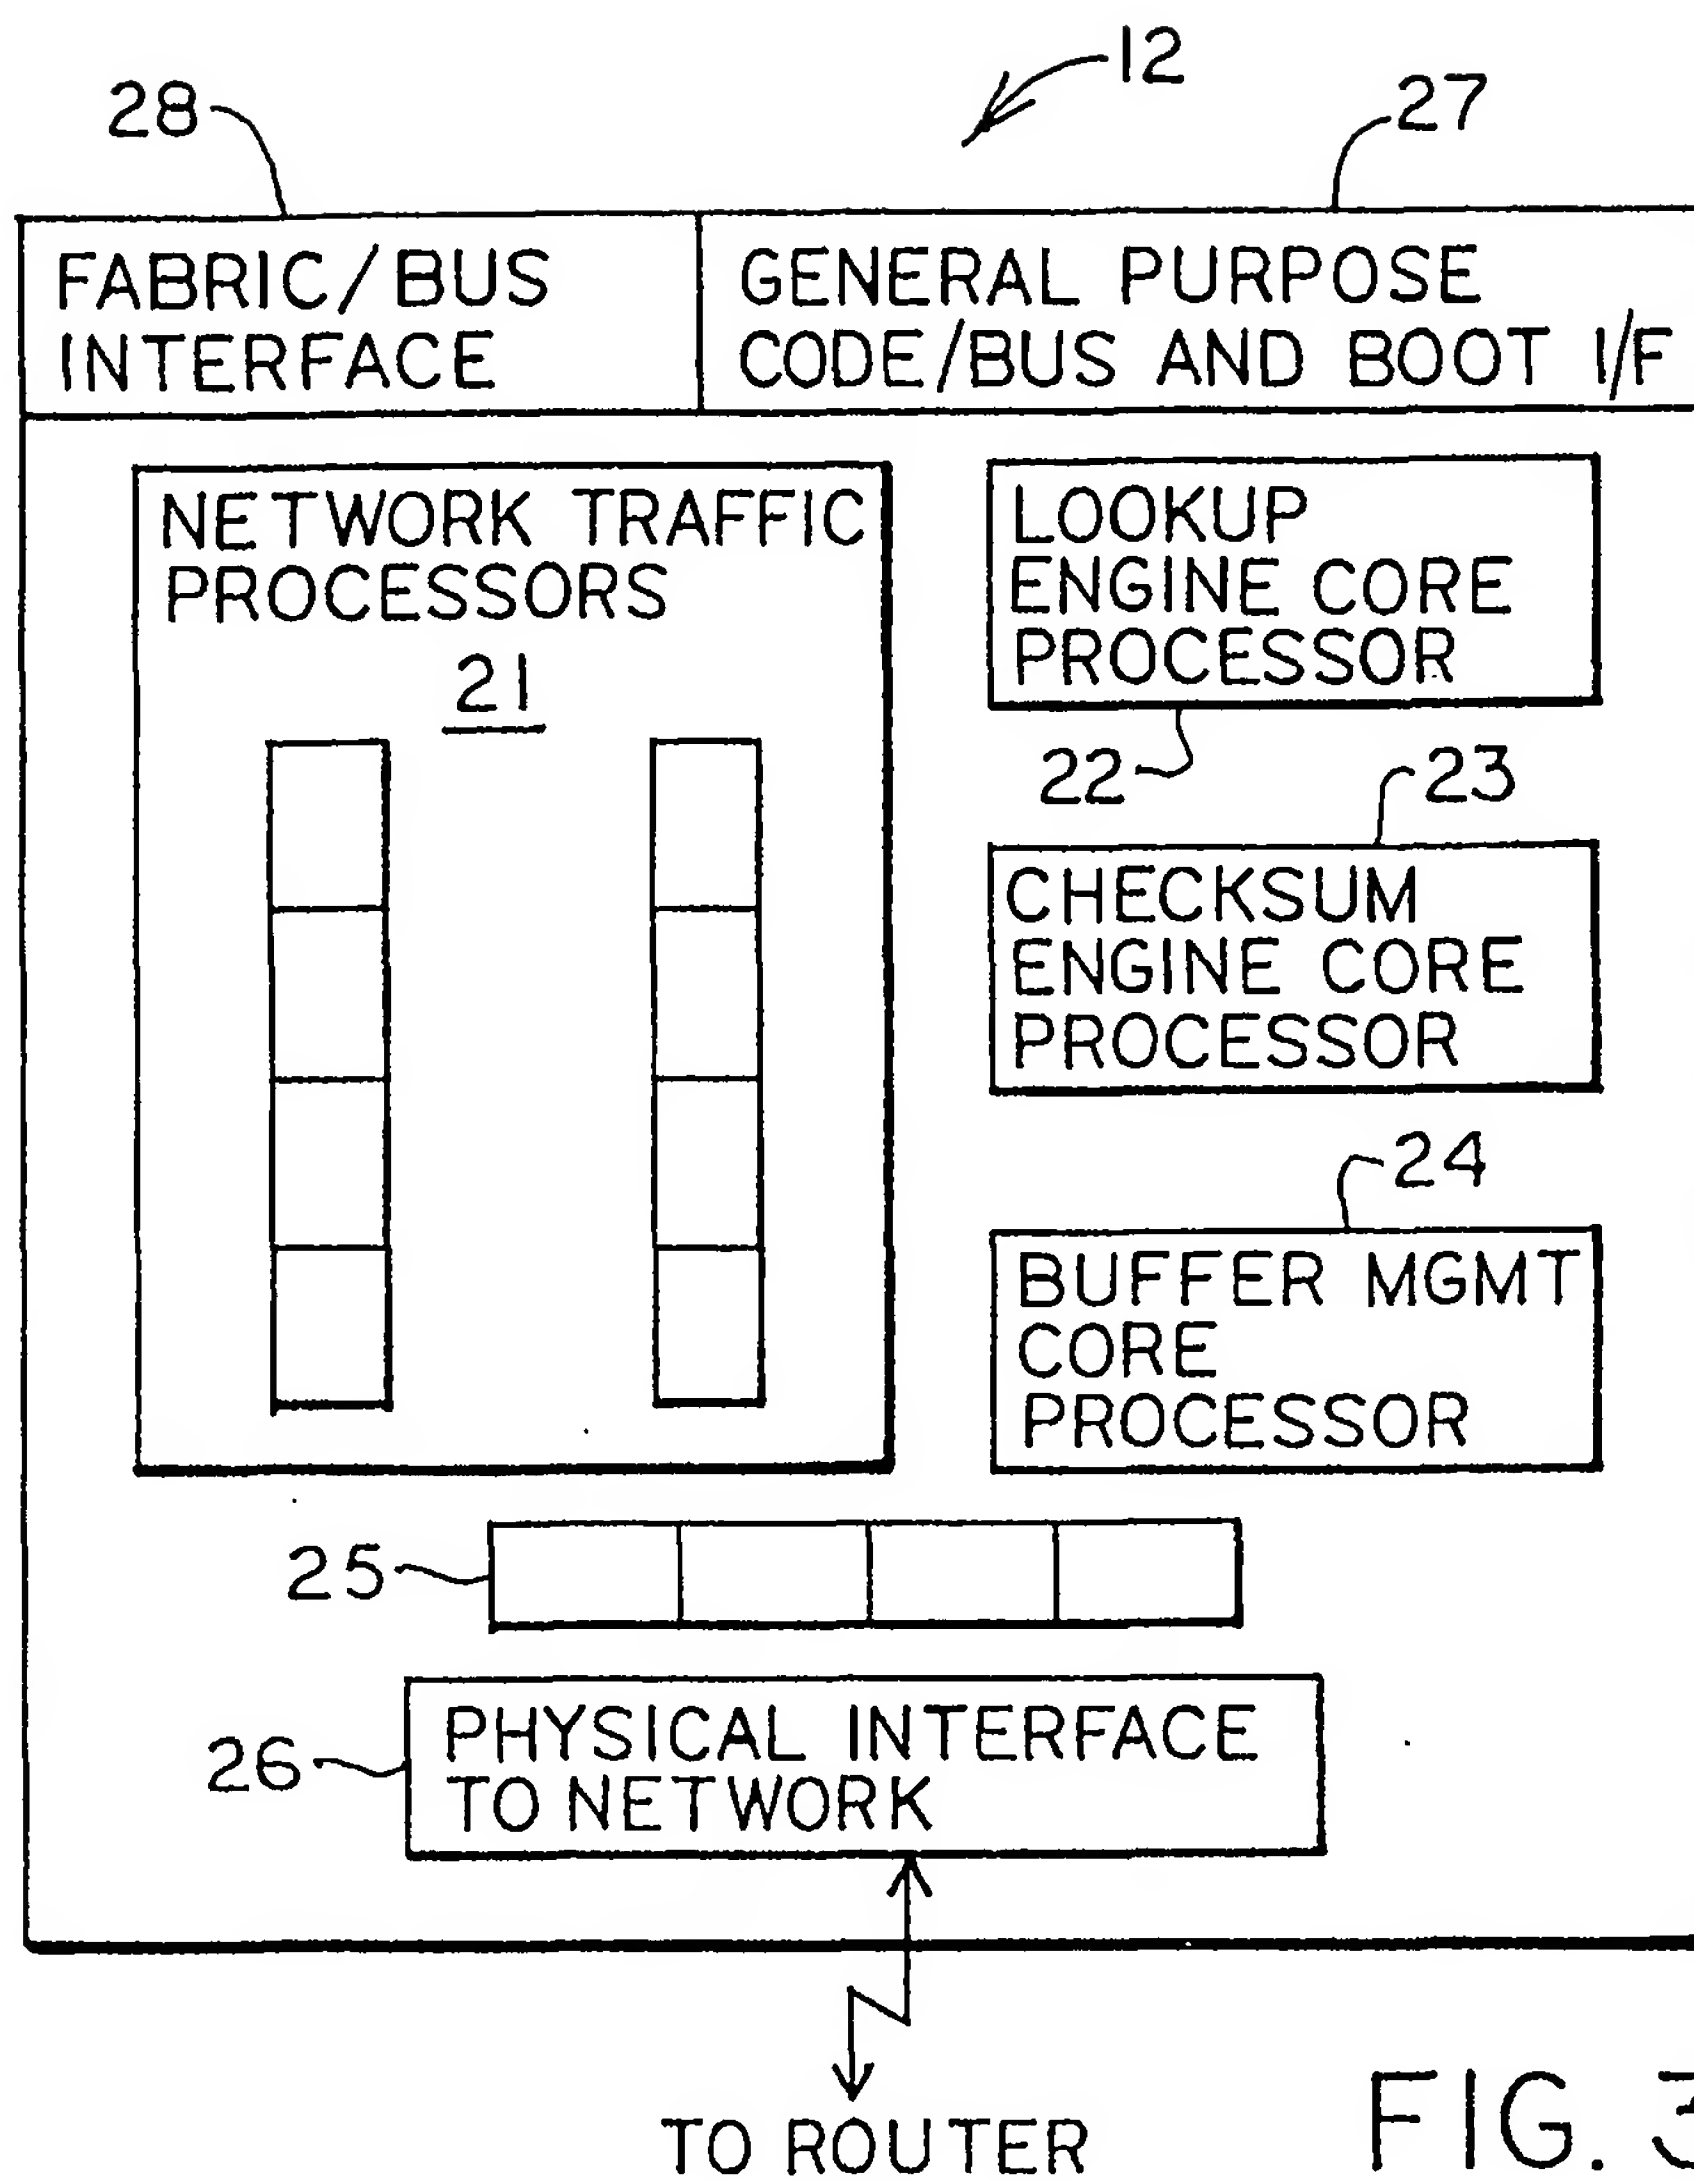 12
28
27
FABRIC/BUS
INTERFACE
GENERAL PURPOSE
CODE/BUS AND BOOT I/F
NETWORK TRAFFIC
PROCESSORS
21
LOOKUP
ENGINE CORE
PROCESSOR
22
23
CHECKSUM
ENGINE CORE
PROCESSOR
24
BUFFER MGMT
CORE
PROCESSOR
25
26
PHYSICAL INTERFACE
TO NETWORK
TO ROUTER
FIG. 3